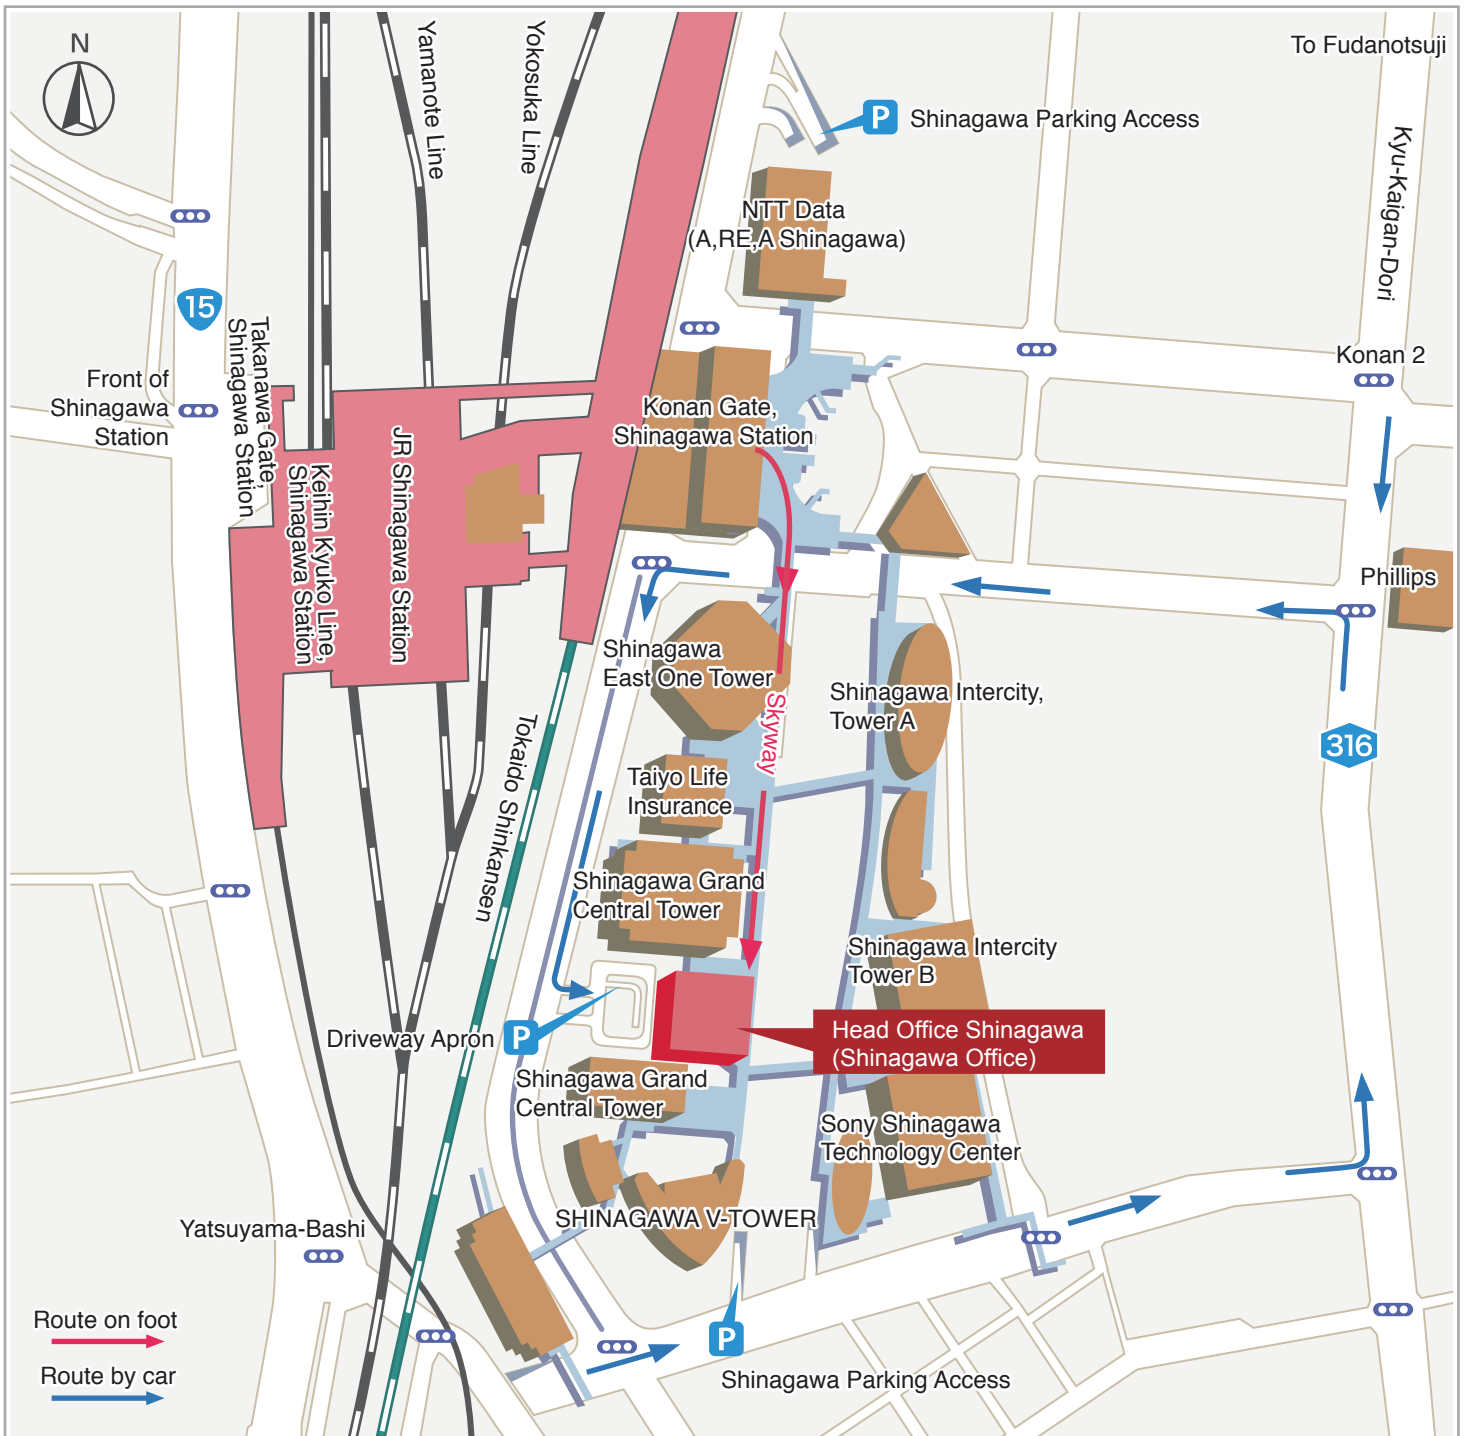 N
To Fudanotsuji
Yamanote Line
Yokosuka Line
P
Shinagawa Parking Access
Kyu-Kaigan-Dori
NTT Data
(A,RE,A Shinagawa)
15
Takanawa Gate,
Shinagawa Station
Front of
Shinagawa
Station
Konan 2
Konan Gate,
Shinagawa Station
JR Shinagawa Station
Keihin Kyuko Line,
Shinagawa Station
Phillips
Shinagawa
East One Tower
Skyway
Shinagawa Intercity,
Tower A
316
Tokaido Shinkansen
Taiyo Life
Insurance
Shinagawa Grand
Central Tower
Shinagawa Intercity
Tower B
Driveway Apron
P
Head Office Shinagawa
(Shinagawa Office)
Shinagawa Grand
Central Tower
Sony Shinagawa
Technology Center
SHINAGAWA V-TOWER
Yatsuyama-Bashi
Route on foot
P
Route by car
Shinagawa Parking Access